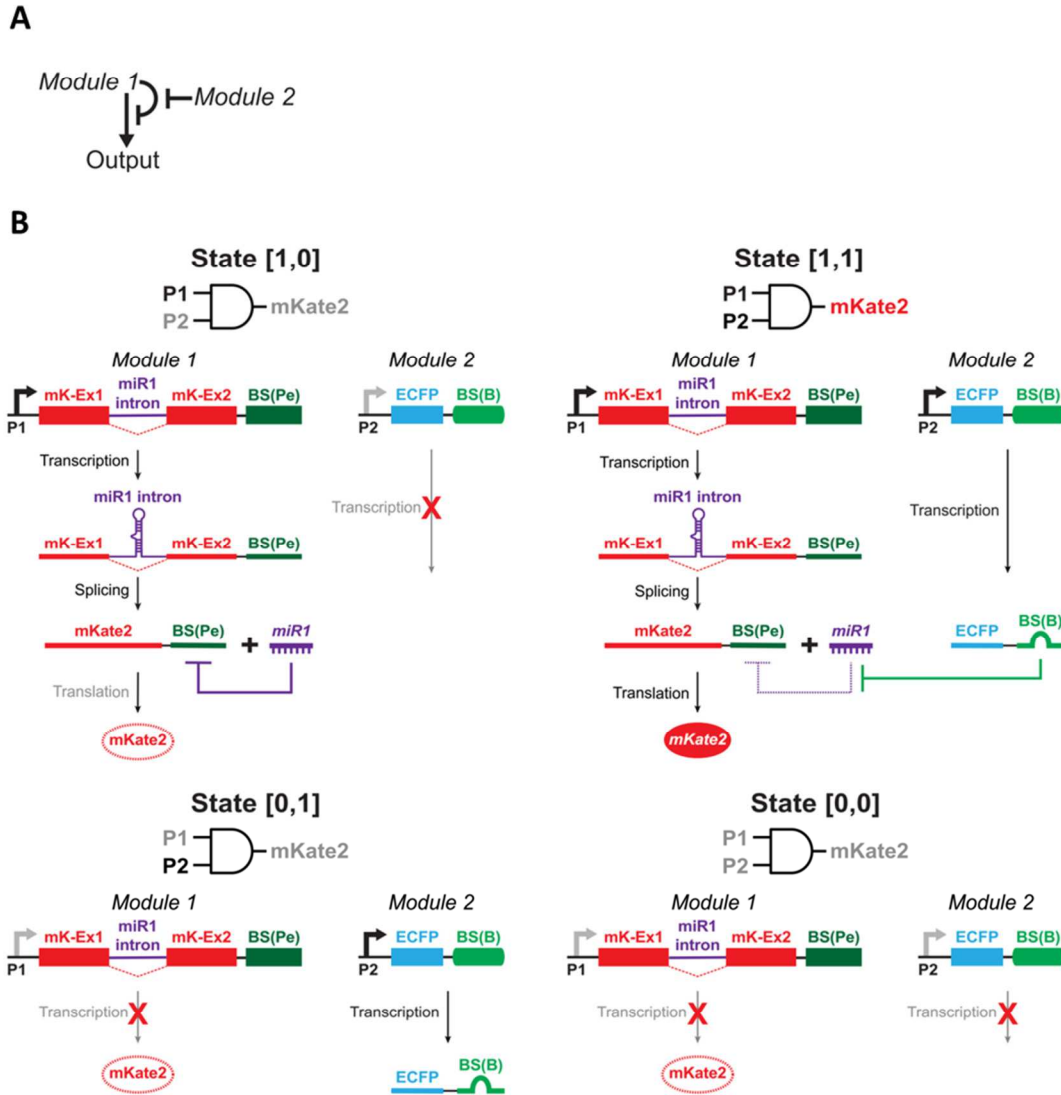 A
Module 1
Module 2
Output
B
State [1,0]
P1
P2
mKate2
Module 1
Module 2
mK-Ex1
miR1
intron
mK-Ex2
BS(Pe)
ECFP
BS(B)
P1
P2
Transcription
Transcription
X
miR1 intron
mK-Ex1
mK-Ex2
BS(Pe)
Splicing
mKate2
BS(Pe)
+
miR1
Translation
mKate2
State [1,1]
P1
P2
mKate2
Module 1
Module 2
mK-Ex1
miR1
intron
mK-Ex2
BS(Pe)
ECFP
BS(B)
P1
P2
Transcription
Transcription
miR1 intron
mK-Ex1
mK-Ex2
BS(Pe)
Splicing
mKate2
BS(Pe)
+
miR1
ECFP
BS(B)
Translation
mKate2
State [0,1]
P1
P2
mKate2
Module 1
Module 2
mK-Ex1
miR1
intron
mK-Ex2
BS(Pe)
ECFP
BS(B)
P1
P2
Transcription
X
Transcription
mKate2
ECFP
BS(B)
State [0,0]
P1
P2
mKate2
Module 1
Module 2
mK-Ex1
miR1
intron
mK-Ex2
BS(Pe)
ECFP
BS(B)
P1
P2
Transcription
X
Transcription
X
mKate2